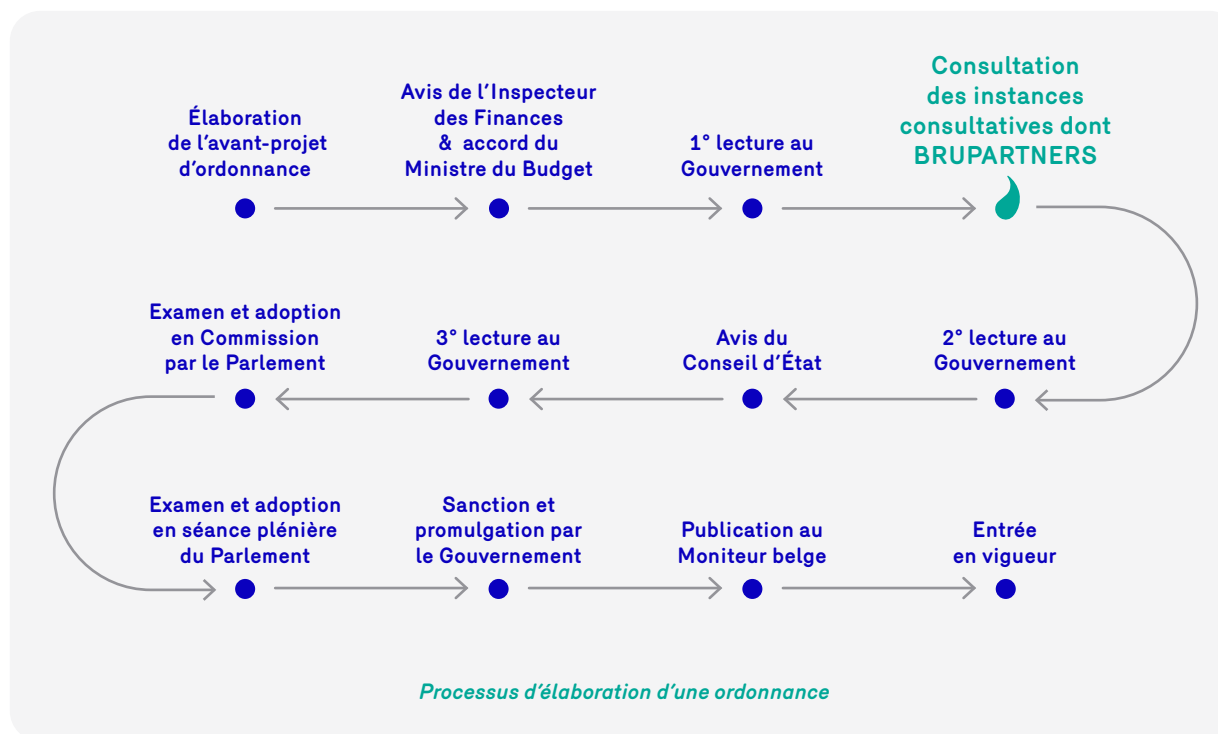 Élaboration
de l'avant-projet
d'ordonnance
Avis de l'Inspecteur
des Finances
& accord du
Ministre du Budget
1° lecture au
Gouvernement
Consultation
des instances
consultatives dont
BRUPARTNERS
2° lecture au
Gouvernement
Avis du
Conseil d'État
3° lecture au
Gouvernement
Examen et adoption
en Commission
par le Parlement
Examen et adoption
en séance plénière
du Parlement
Sanction et
promulgation par
le Gouvernement
Publication au
Moniteur belge
Entrée
en vigueur
Processus d'élaboration d'une ordonnance